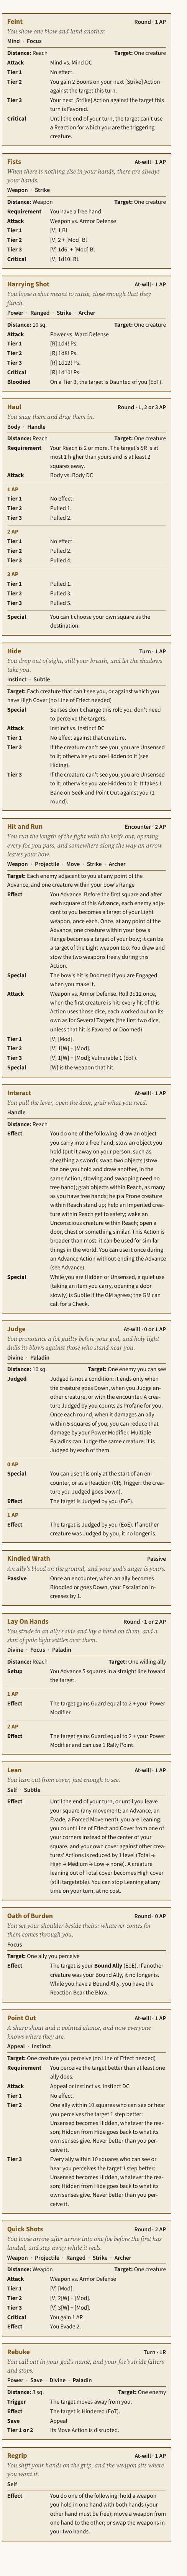 Feint Round · 1 AP
You show one blow and land another.
Mind · Focus
Distance: Reach Target: One creature
Attack Mind vs. Mind DC
Tier 1 No effect.
Tier 2 You gain 2 Boons on your next [Strike] Action
against the target this turn.
Tier 3 Your next [Strike] Action against the target this
turn is Favored.
Critical Until the end of your turn, the target can't use
a Reaction for which you are the triggering
creature.
Fists At-will · 1 AP
When there is nothing else in your hands, there are always
your hands.
Weapon · Strike
Distance: Weapon Target: One creature
Requirement You have a free hand.
Attack Weapon vs. Armor Defense
Tier 1 [V] 1 Bl
Tier 2 [V] 2 + [Mod] Bl
Tier 3 [V] 1d6! + [Mod] Bl
Critical [V] 1d10! Bl.
Harrying Shot At-will · 1 AP
You loose a shot meant to rattle, close enough that they
flinch.
Power · Ranged · Strike · Archer
Distance: 10 sq. Target: One creature
Attack Power vs. Ward Defense
Tier 1 [R] 1d4! Ps.
Tier 2 [R] 1d8! Ps.
Tier 3 [R] 1d12! Ps.
Critical [R] 1d10! Ps.
Bloodied On a Tier 3, the target is Daunted of you (EoT).
Haul Round · 1, 2 or 3 AP
You snag them and drag them in.
Body · Handle
Distance: Reach Target: One creature
Requirement Your Reach is 2 or more. The target's SR is at
most 1 higher than yours and is at least 2
squares away.
Attack Body vs. Body DC
1 AP
Tier 1 No effect.
Tier 2 Pulled 1.
Tier 3 Pulled 2.
2 AP
Tier 1 No effect.
Tier 2 Pulled 2.
Tier 3 Pulled 4.
3 AP
Tier 1 Pulled 1.
Tier 2 Pulled 3.
Tier 3 Pulled 5.
Special You can't choose your own square as the
destination.
Hide Turn · 1 AP
You drop out of sight, still your breath, and let the shadows
take you.
Instinct · Subtle
Target: Each creature that can't see you, or against which you
have High Cover (no Line of Effect needed)
Special Senses don't change this roll: you don't need
to perceive the targets.
Attack Instinct vs. Instinct DC
Tier 1 No effect against that creature.
Tier 2 If the creature can't see you, you are Unsensed
to it; otherwise you are Hidden to it (see
Hiding).
Tier 3 If the creature can't see you, you are Unsensed
to it; otherwise you are Hidden to it. It takes 1
Bane on Seek and Point Out against you (1
round).
Hit and Run Encounter · 2 AP
You run the length of the fight with the knife out, opening
every foe you pass, and somewhere along the way an arrow
leaves your bow.
Weapon · Projectile · Move · Strike · Archer
Target: Each enemy adjacent to you at any point of the
Advance, and one creature within your bow's Range
Effect You Advance. Before the first square and after
each square of this Advance, each enemy adja-
cent to you becomes a target of your Light
weapon, once each. Once, at any point of the
Advance, one creature within your bow's
Range becomes a target of your bow; it can be
a target of the Light weapon too. You draw and
stow the two weapons freely during this
Action.
Special The bow's hit is Doomed if you are Engaged
when you make it.
Attack Weapon vs. Armor Defense. Roll 3d12 once,
when the first creature is hit: every hit of this
Action uses those dice, each worked out on its
own as for Several Targets (the first two dice,
unless that hit is Favored or Doomed).
Tier 1 [V] [Mod].
Tier 2 [V] 1[W] + [Mod].
Tier 3 [V] 1[W] + [Mod]; Vulnerable 1 (EoT).
Special [W] is the weapon that hit.
Interact At-will · 1 AP
You pull the lever, open the door, grab what you need.
Handle
Distance: Reach
Effect You do one of the following: draw an object
you carry into a free hand; stow an object you
hold (put it away on your person, such as
sheathing a sword); swap two objects (stow
one you hold and draw another, in the
same Action; drawing and swapping need no
free hand); grab objects within Reach, as many
as you have free hands; help a Prone creature
within Reach stand up; help an Imperiled crea-
ture within Reach get to safety; wake an
Unconscious creature within Reach; open a
door, chest or something similar. This Action is
broader than most: it can be used for similar
things in the world. You can use it once during
an Advance Action without ending the Advance
(see Advance).
Special While you are Hidden or Unsensed, a quiet use
(taking an item you carry, opening a door
slowly) is Subtle if the GM agrees; the GM can
call for a Check.
Judge At-will · 0 or 1 AP
You pronounce a foe guilty before your god, and holy light
dulls its blows against those who stand near you.
Divine · Paladin
Distance: 10 sq. Target: One enemy you can see
Judged Judged is not a condition: it ends only when
the creature goes Down, when you Judge an-
other creature, or with the encounter. A crea-
ture Judged by you counts as Profane for you.
Once each round, when it damages an ally
within 5 squares of you, you can reduce that
damage by your Power Modifier. Multiple
Paladins can Judge the same creature: it is
Judged by each of them.
0 AP
Special You can use this only at the start of an en-
counter, or as a Reaction (0R; Trigger: the crea-
ture you Judged goes Down).
Effect The target is Judged by you (EoE).
1 AP
Effect The target is Judged by you (EoE). If another
creature was Judged by you, it no longer is.
Kindled Wrath Passive
An ally's blood on the ground, and your god's anger is yours.
Passive Once an encounter, when an ally becomes
Bloodied or goes Down, your Escalation in-
creases by 1.
Lay On Hands Round · 1 or 2 AP
You stride to an ally's side and lay a hand on them, and a
skin of pale light settles over them.
Divine · Focus · Paladin
Distance: Reach Target: One willing ally
Setup You Advance 5 squares in a straight line toward
the target.
1 AP
Effect The target gains Guard equal to 2 + your Power
Modifier.
2 AP
Effect The target gains Guard equal to 2 + your Power
Modifier and can use 1 Rally Point.
Lean At-will · 1 AP
You lean out from cover, just enough to see.
Self · Subtle
Effect Until the end of your turn, or until you leave
your square (any movement: an Advance, an
Evade, a Forced Movement), you are Leaning:
you count Line of Effect and Cover from one of
your corners instead of the center of your
square, and your own cover against other crea-
tures' Actions is reduced by 1 level (Total →
High → Medium → Low → none). A creature
leaning out of Total Cover becomes High cover
(still targetable). You can stop Leaning at any
time on your turn, at no cost.
Oath of Burden Round · 0 AP
You set your shoulder beside theirs: whatever comes for
them comes through you.
Focus
Target: One ally you perceive
Effect The target is your Bound Ally (EoE). If another
creature was your Bound Ally, it no longer is.
While you have a Bound Ally, you have the
Reaction Bear the Blow.
Point Out At-will · 1 AP
A sharp shout and a pointed glance, and now everyone
knows where they are.
Appeal · Instinct
Target: One creature you perceive (no Line of Effect needed)
Requirement You perceive the target better than at least one
ally does.
Attack Appeal or Instinct vs. Instinct DC
Tier 1 No effect.
Tier 2 One ally within 10 squares who can see or hear
you perceives the target 1 step better:
Unsensed becomes Hidden, whatever the rea-
son; Hidden from Hide goes back to what its
own senses give. Never better than you per-
ceive it.
Tier 3 Every ally within 10 squares who can see or
hear you perceives the target 1 step better:
Unsensed becomes Hidden, whatever the rea-
son; Hidden from Hide goes back to what its
own senses give. Never better than you per-
ceive it.
Quick Shots Round · 2 AP
You loose arrow after arrow into one foe before the first has
landed, and step away while it reels.
Weapon · Projectile · Ranged · Strike · Archer
Distance: Weapon Target: One creature
Attack Weapon vs. Armor Defense
Tier 1 [V] [Mod].
Tier 2 [V] 2[W] + [Mod].
Tier 3 [V] 3[W] + [Mod].
Critical You gain 1 AP.
Effect You Evade 2.
Rebuke Turn · 1R
You call out in your god's name, and your foe's stride falters
and stops.
Power · Save · Divine · Paladin
Distance: 3 sq. Target: One enemy
Trigger The target moves away from you.
Effect The target is Hindered (EoT).
Save Appeal
Tier 1 or 2 Its Move Action is disrupted.
Regrip At-will · 1 AP
You shift your hands on the grip, and the weapon sits where
you want it.
Self
Effect You do one of the following: hold a weapon
you hold in one hand with both hands (your
other hand must be free); move a weapon from
one hand to the other; or swap the weapons in
your two hands.